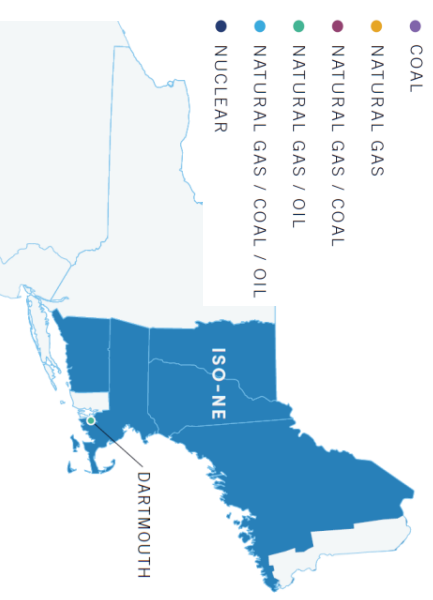 COAL
NATURAL GAS
NATURAL GAS / COAL
NATURAL GAS / OIL
NATURAL GAS / COAL / OIL
NUCLEAR
ISO-NE
DARTMOUTH